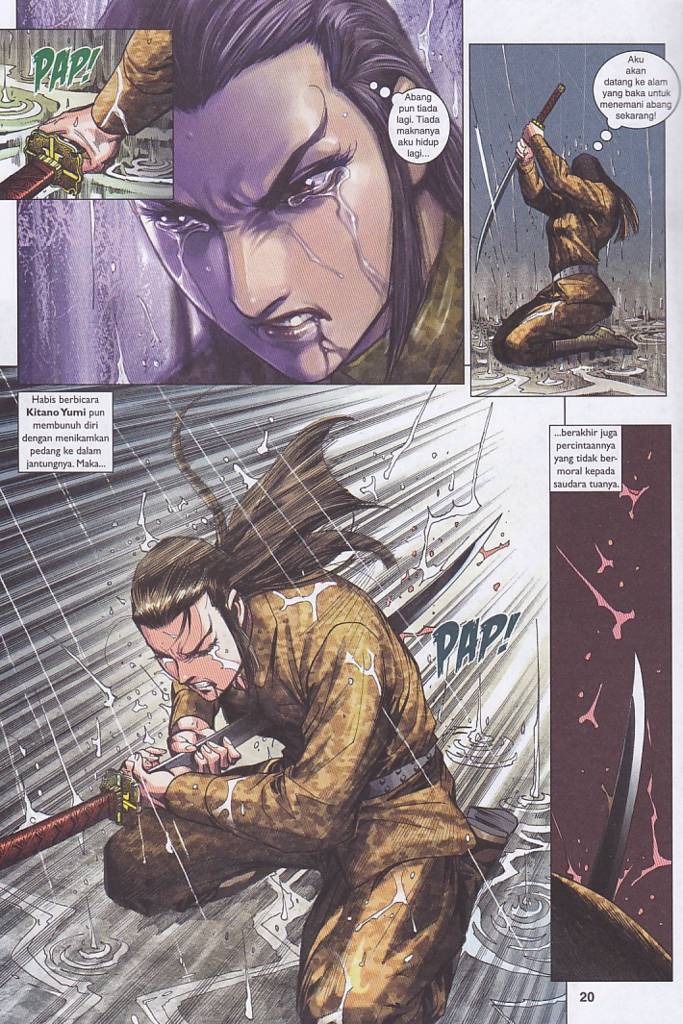 PAP!
Abang
pun tiada
lagi. Tiada
maknanya
aku hidup
lagi...
Aku
akan
datang ke alam
yang baka untuk
menemani abang
sekarang!
Habis berbicara
Kitano Yumi pun
membunuh diri
dengan menikamkan
pedang ke dalam
jantungnya. Maka...
PAP!
...berakhir juga
percintaannya
yang tidak ber-
moral kepada
saudara tuanya.
20